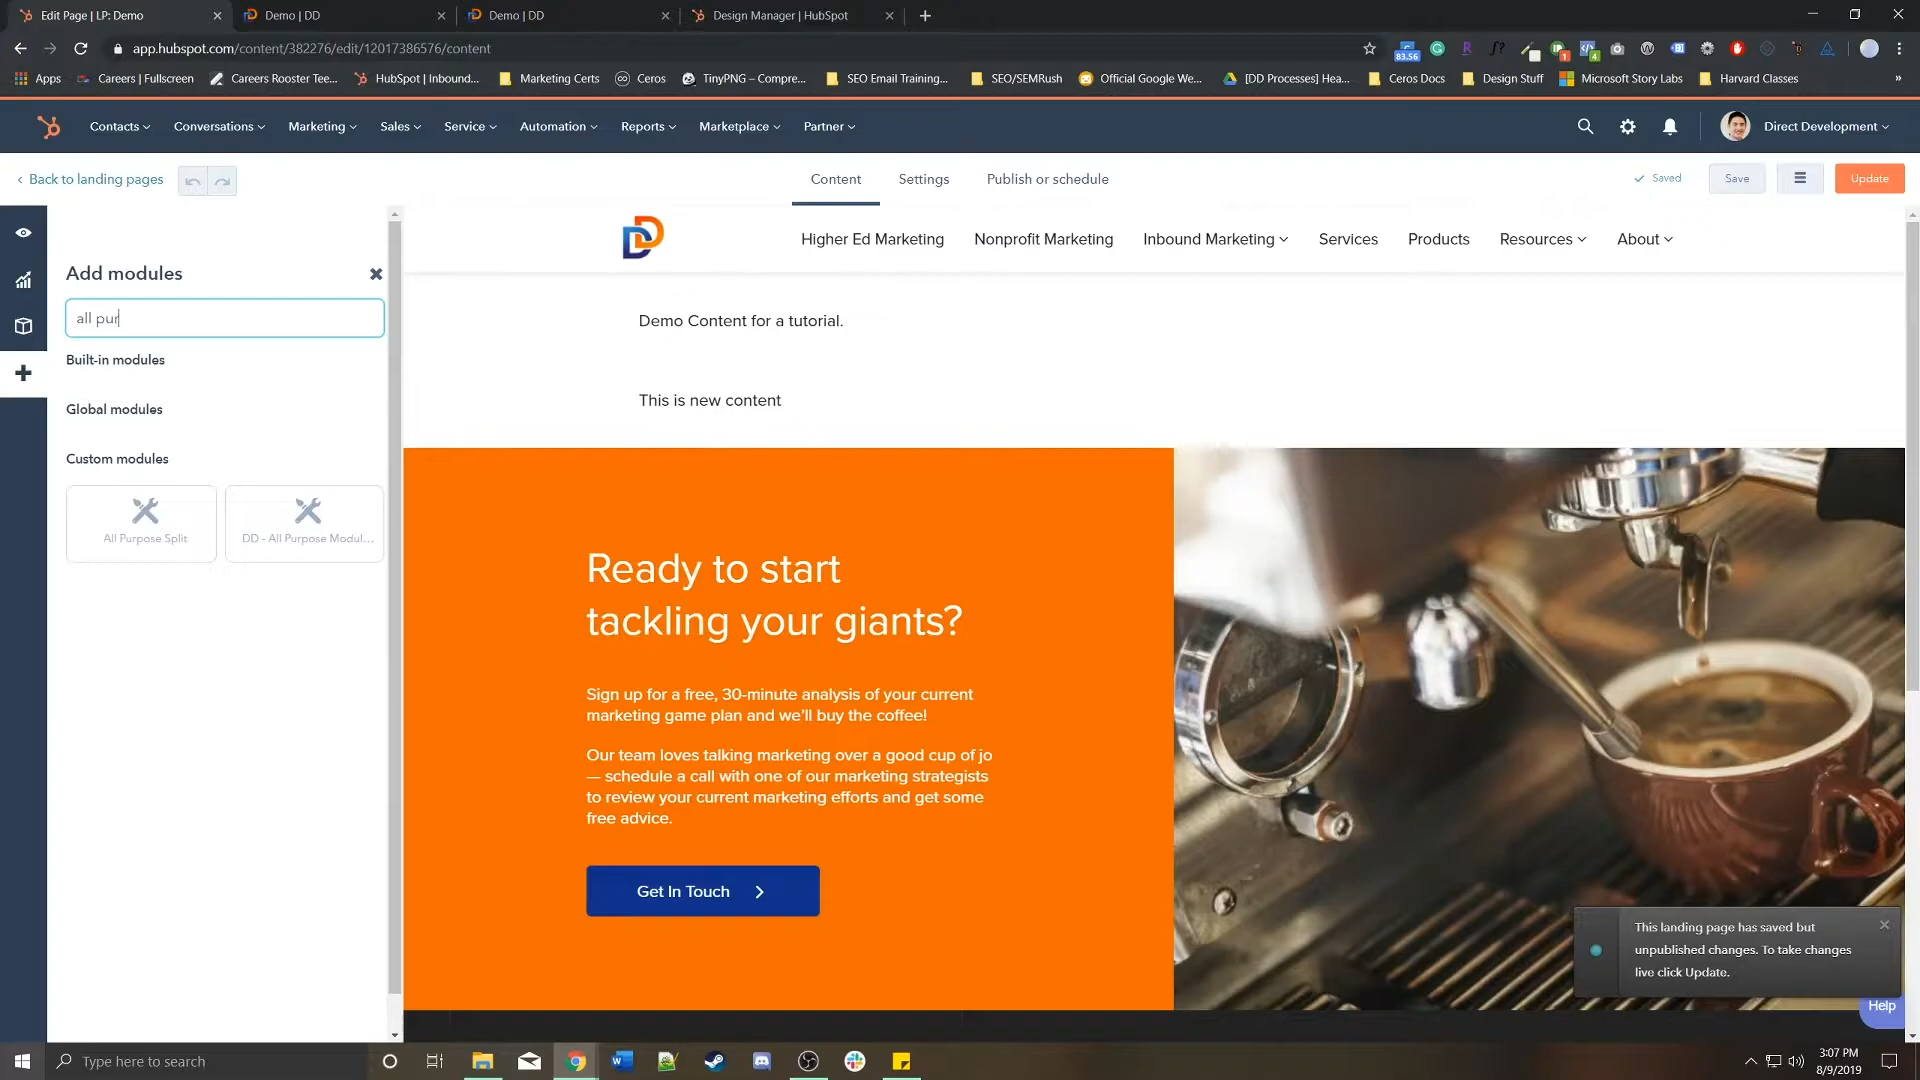 Edit Page | LP: Demo
Demo | DD
Demo | DD
Design Manager | HubSpot
app.hubspot.com/content/382276/edit/12017386576/content
83.56
Apps
Careers | Fullscreen
Careers Rooster Tee...
HubSpot | Inbound...
Marketing Certs
Ceros
TinyPNG – Compre...
SEO Email Training...
SEO/SEMRush
Official Google We...
[DD Processes] Hea...
Ceros Docs
Design Stuff
Microsoft Story Labs
Harvard Classes
Contacts
Conversations
Marketing
Sales
Service
Automation
Reports
Marketplace
Partner
Direct Development
Back to landing pages
Content
Settings
Publish or schedule
Saved
Save
Update
Add modules
all pur
Built-in modules
Global modules
Custom modules
All Purpose Split
DD - All Purpose Modul...
Higher Ed Marketing
Nonprofit Marketing
Inbound Marketing
Services
Products
Resources
About
Demo Content for a tutorial.
This is new content
Ready to start
tackling your giants?
Sign up for a free, 30-minute analysis of your current
marketing game plan and we'll buy the coffee!
Our team loves talking marketing over a good cup of jo
— schedule a call with one of our marketing strategists
to review your current marketing efforts and get some
free advice.
Get In Touch
This landing page has saved but
unpublished changes. To take changes
live click Update.
Help
Type here to search
3:07 PM
8/9/2019